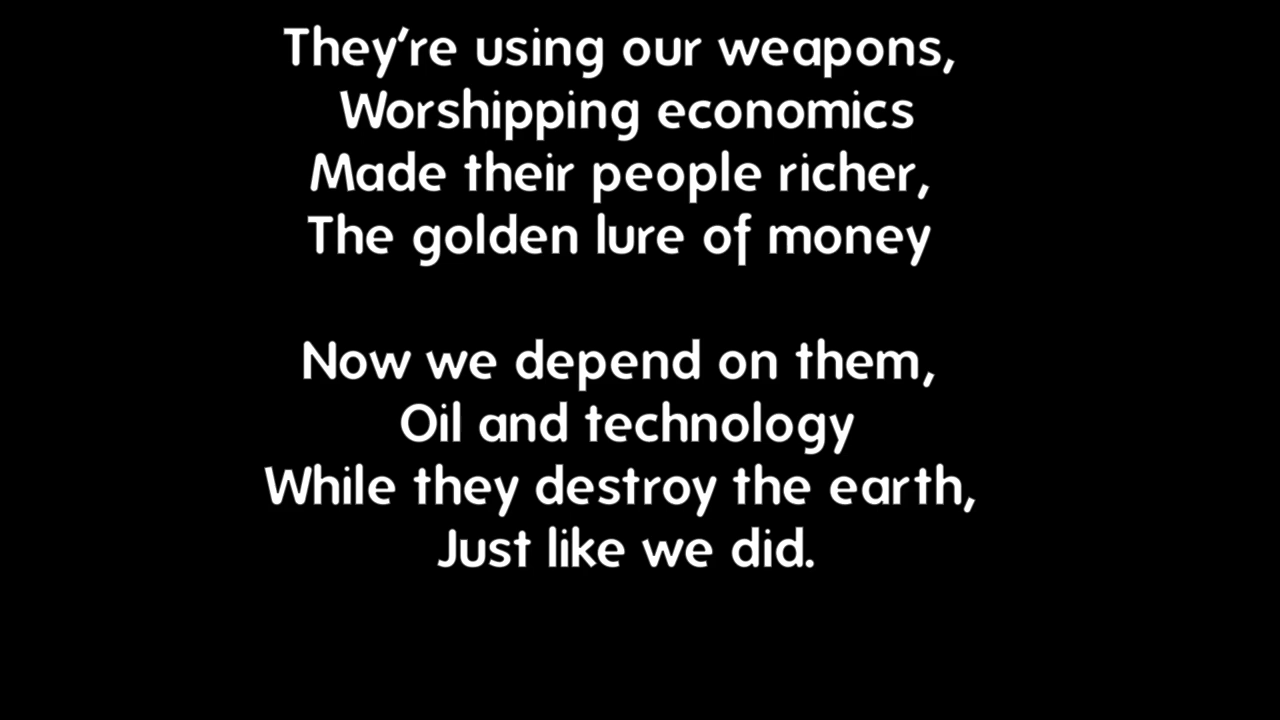 They're using our weapons,
Worshipping economics
Made their people richer,
The golden lure of money
Now we depend on them,
Oil and technology
While they destroy the earth,
Just like we did.